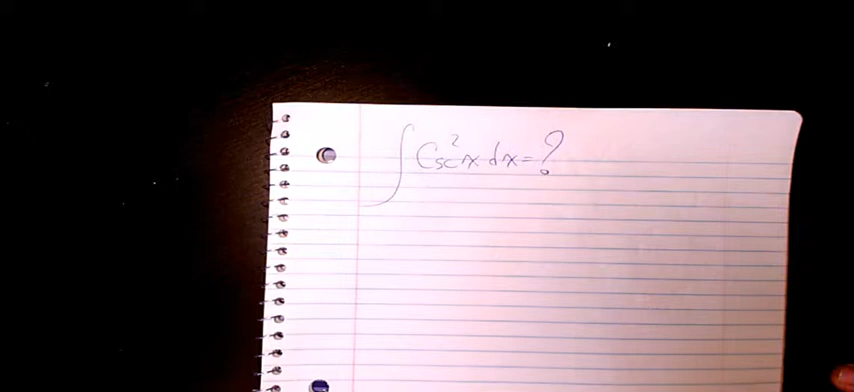 ∫ Csc²x dx = ?